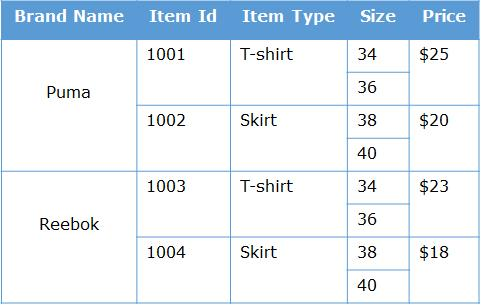 Brand Name Item Id Item Type Size Price
1001 T-shirt 34 $25
36
Puma
1002 Skirt 38 $20
40
1003 T-shirt 34 $23
36
Reebok
1004 Skirt 38 $18
40